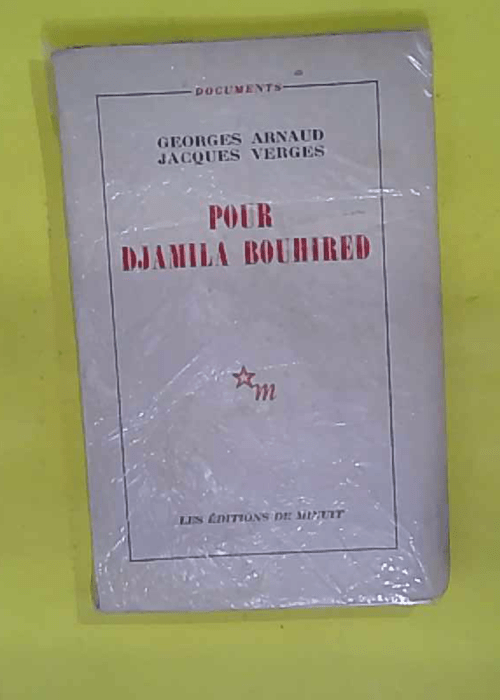 DOCUMENTS
GEORGES ARNAUD
JACQUES VERGES
POUR
DJAMILA BOUHIRED
m
LES ÉDITIONS DE MINUIT